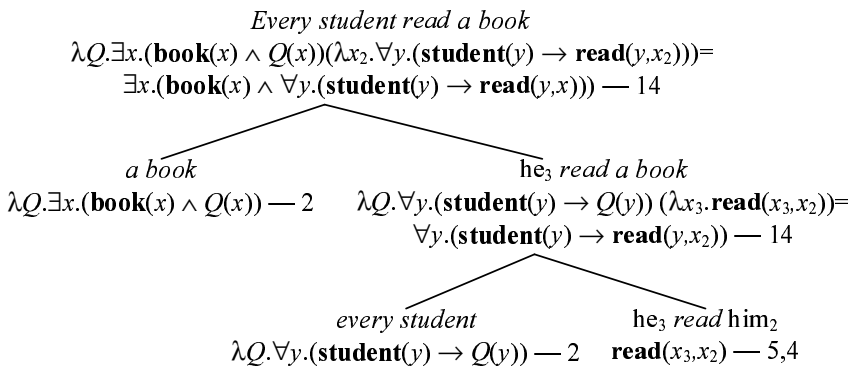 Every student read a book
λQ.∃x.(book(x) ∧ Q(x))(λx₂.∀y.(student(y) → read(y,x₂)))=
∃x.(book(x) ∧ ∀y.(student(y) → read(y,x))) — 14
a book
he₃ read a book
λQ.∃x.(book(x) ∧ Q(x)) — 2
λQ.∀y.(student(y) → Q(y)) (λx₃.read(x₃,x₂))=
∀y.(student(y) → read(y,x₂)) — 14
every student
he₃ read him₂
λQ.∀y.(student(y) → Q(y)) — 2
read(x₃,x₂) — 5,4